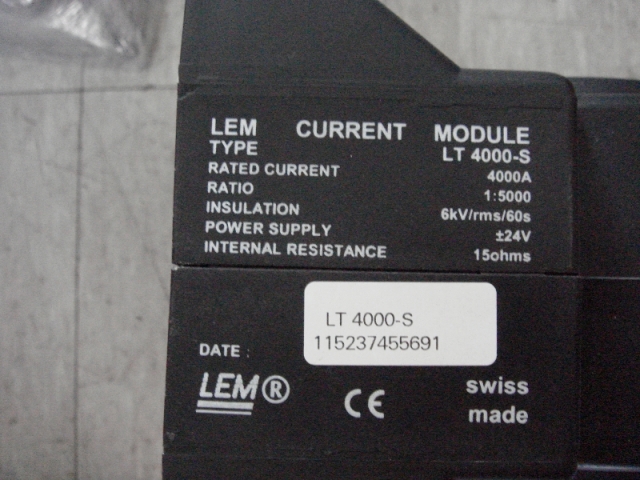 LEM CURRENT MODULE
TYPE LT 4000-S
RATED CURRENT 4000A
RATIO 1:5000
INSULATION 6kV/rms/60s
POWER SUPPLY ±24V
INTERNAL RESISTANCE 15ohms
LT 4000-S
115237455691
DATE :
LEM® CE swiss
made